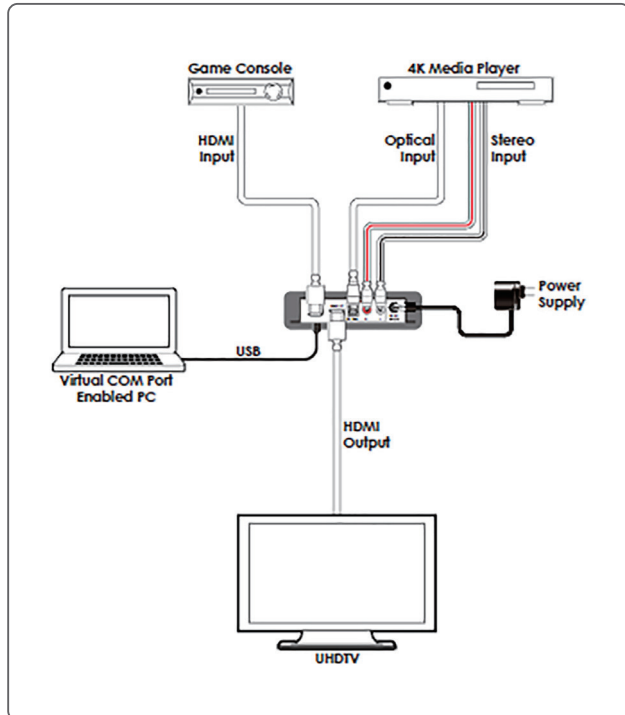 Game Console
4K Media Player
HDMI
Input
Optical
Input
Stereo
Input
Power
Supply
USB
Virtual COM Port
Enabled PC
HDMI
Output
UHDTV